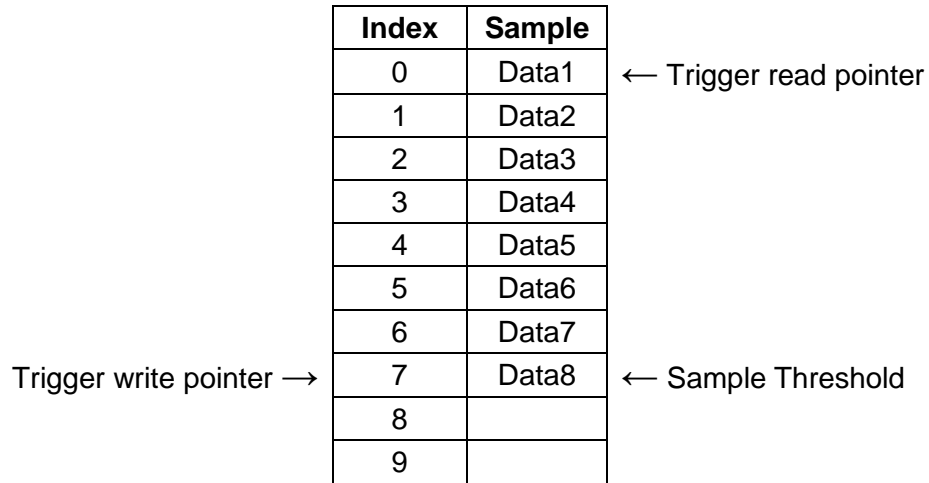 Index Sample
0 Data1 ← Trigger read pointer
1 Data2
2 Data3
3 Data4
4 Data5
5 Data6
6 Data7
Trigger write pointer → 7 Data8 ← Sample Threshold
8
9